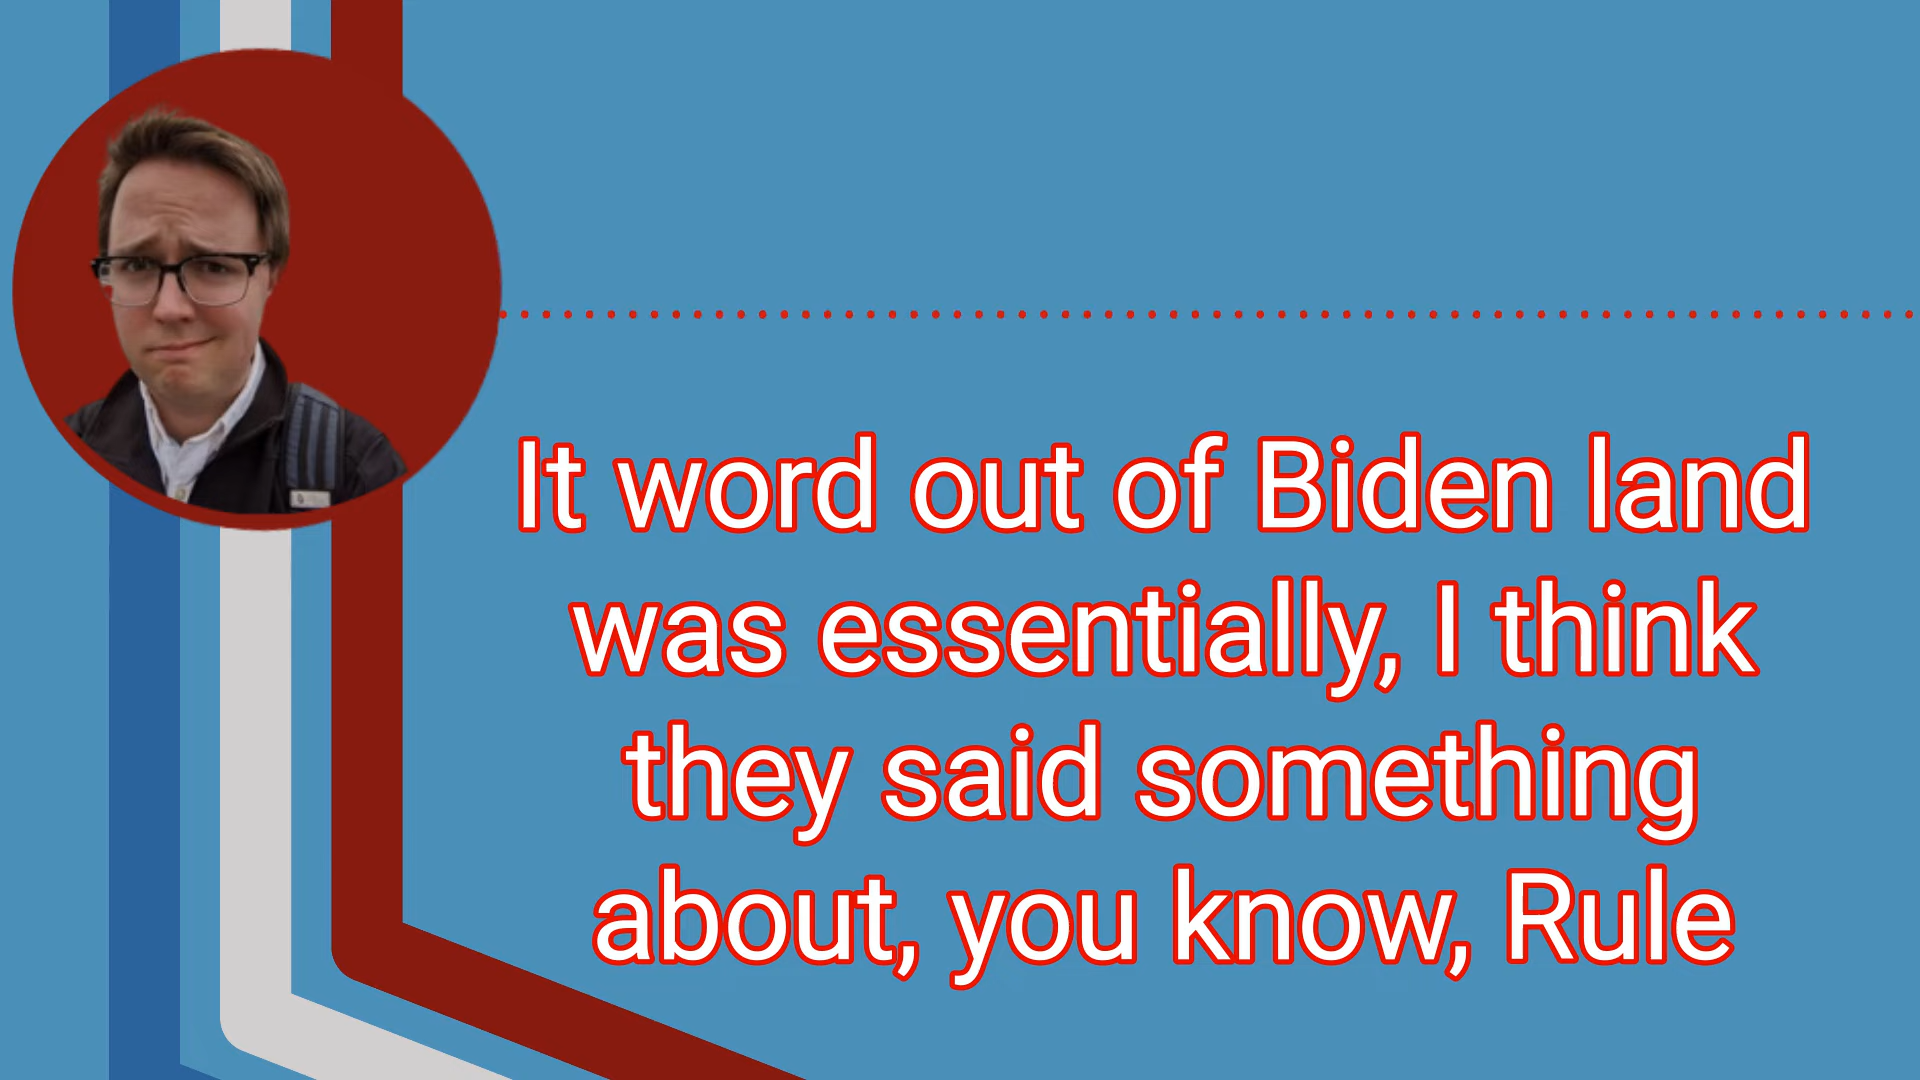 It word out of Biden land
was essentially, I think
they said something
about, you know, Rule